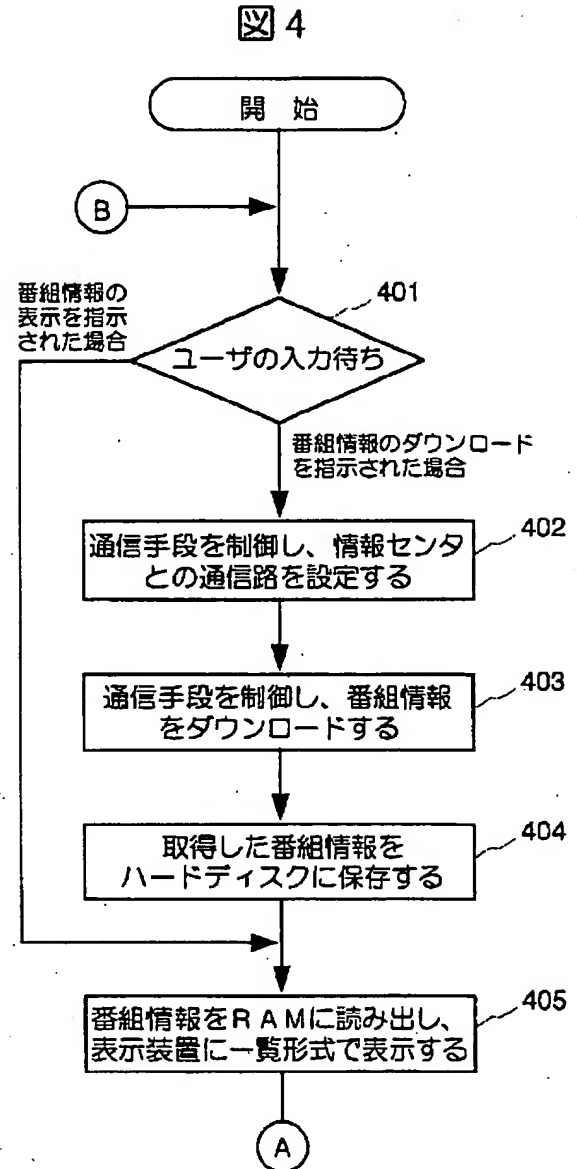 図4
開 始
B
番組情報の
表示を指示
された場合
401
ユーザの入力待ち
番組情報のダウンロード
を指示された場合
402
通信手段を制御し、情報センタ
との通信路を設定する
403
通信手段を制御し、番組情報
をダウンロードする
404
取得した番組情報を
ハードディスクに保存する
405
番組情報をRAMに読み出し、
表示装置に一覧形式で表示する
A